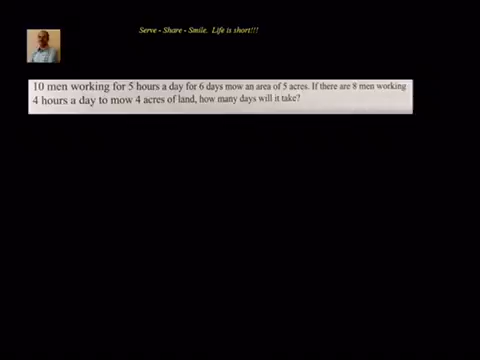 Serve - Share - Smile. Life is short!!!
10 men working for 5 hours a day for 6 days mow an area of 5 acres. If there are 8 men working
4 hours a day to mow 4 acres of land, how many days will it take?